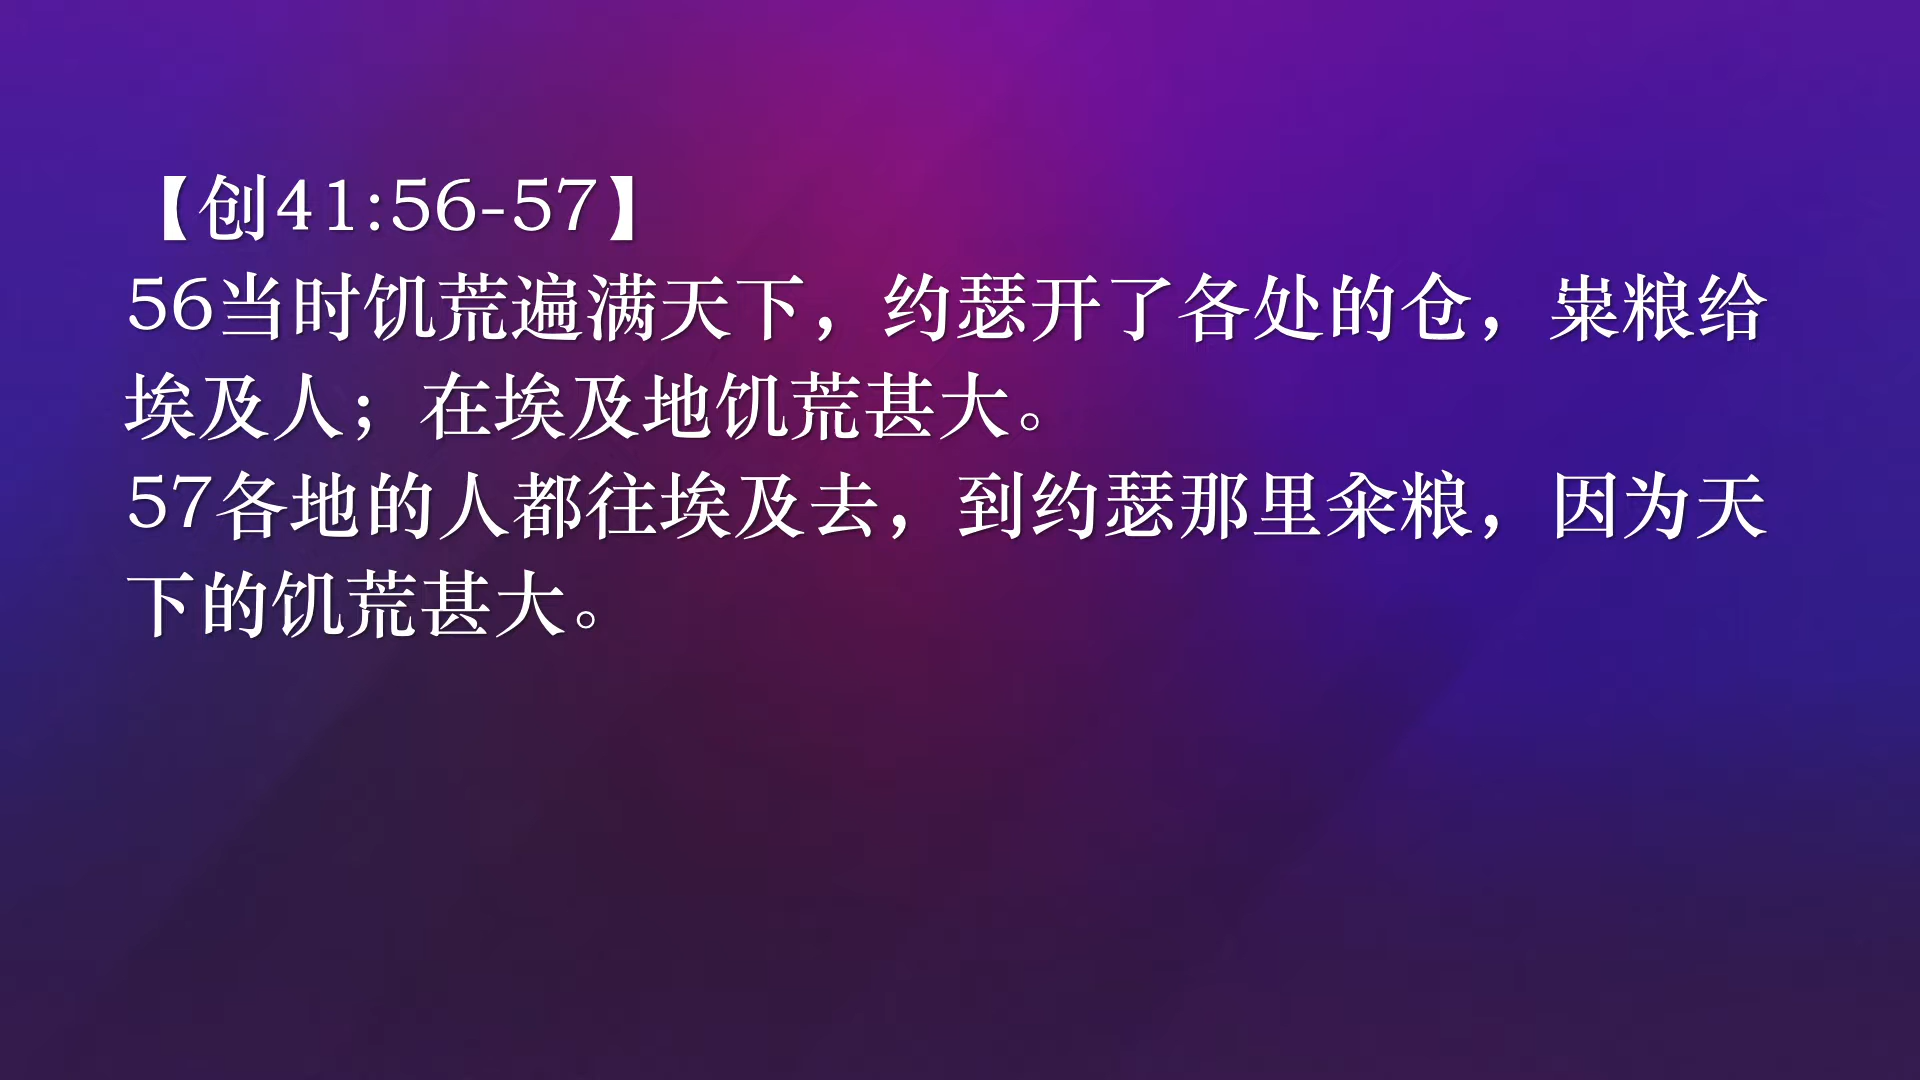 【创41:56-57】
56当时饥荒遍满天下，约瑟开了各处的仓，粜粮给
埃及人；在埃及地饥荒甚大。
57各地的人都往埃及去，到约瑟那里籴粮，因为天
下的饥荒甚大。